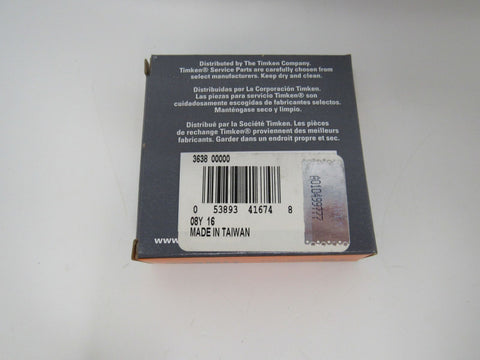 Distributed by The Timken Company.
Timken® Service Parts are carefully chosen from
select manufacturers. Keep dry and clean.
Distribuidas por La Corporación Timken.
Las piezas para servicio Timken® son
cuidadosamente escogidas de fabricantes selectos.
Manténgase seco y limpio.
Distribué par la Société Timken. Les pièces
de rechange Timken® proviennent des meilleurs
fabricants. Garder dans un endroit propre et sec.
3638 00000
0 53893 41674 8
08Y 16
MADE IN TAIWAN
A010499777
www.